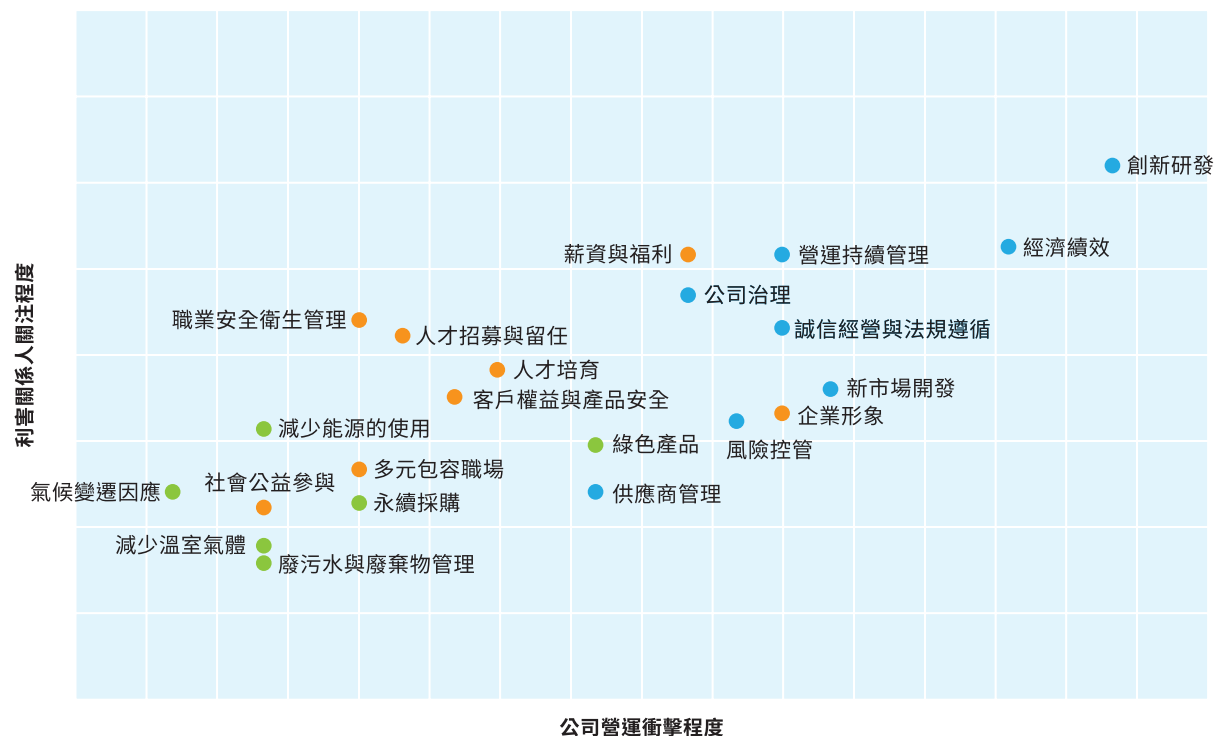 創新研發
經濟績效
薪資與福利
營運持續管理
公司治理
職業安全衛生管理
人才招募與留任
誠信經營與法規遵循
人才培育
客戶權益與產品安全
新市場開發
企業形象
減少能源的使用
綠色產品
風險控管
多元包容職場
社會公益參與
氣候變遷因應
永續採購
供應商管理
減少溫室氣體
廢污水與廢棄物管理
利害關係人關注程度
公司營運衝擊程度